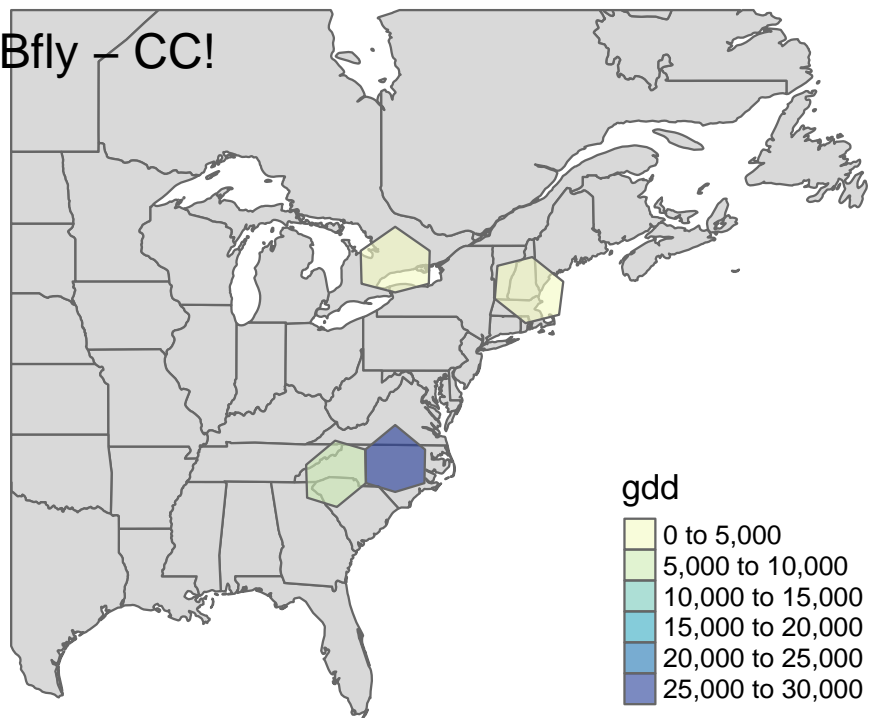 Bfly – CC!
gdd
0 to 5,000
5,000 to 10,000
10,000 to 15,000
15,000 to 20,000
20,000 to 25,000
25,000 to 30,000